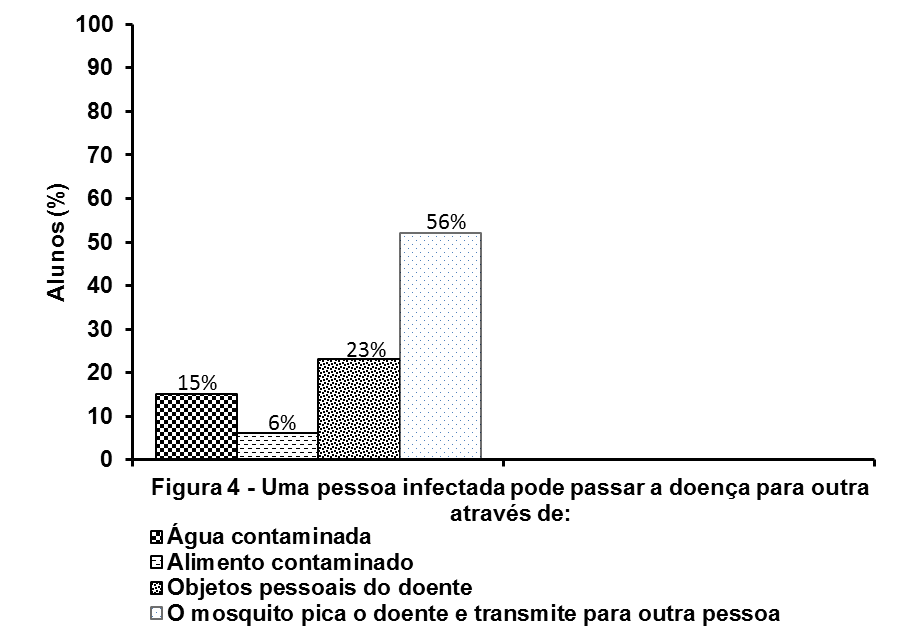 100
90
80
70
60
50
40
30
20
10
0
Alunos (%)
15%
6%
23%
56%
Figura 4 - Uma pessoa infectada pode passar a doença para outra
através de:
Água contaminada
Alimento contaminado
Objetos pessoais do doente
O mosquito pica o doente e transmite para outra pessoa